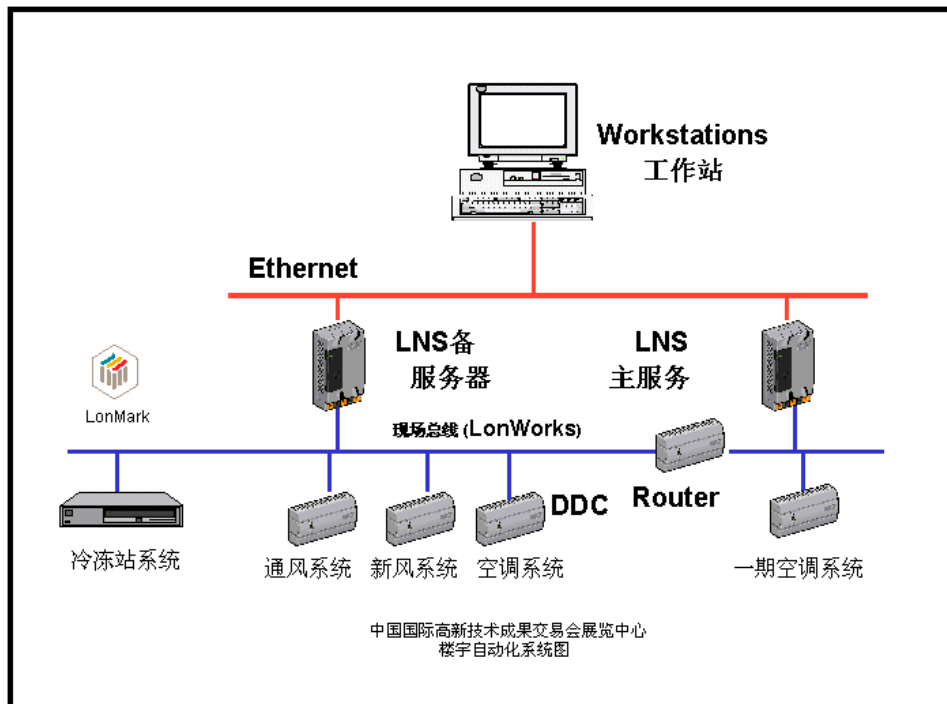 Workstations
工作站
Ethernet
LNS备
服务器
LNS
主服务
LonMark
现场总线 (LonWorks)
DDC
Router
冷冻站系统
通风系统
新风系统
空调系统
一期空调系统
中国国际高新技术成果交易会展览中心
楼宇自动化系统图